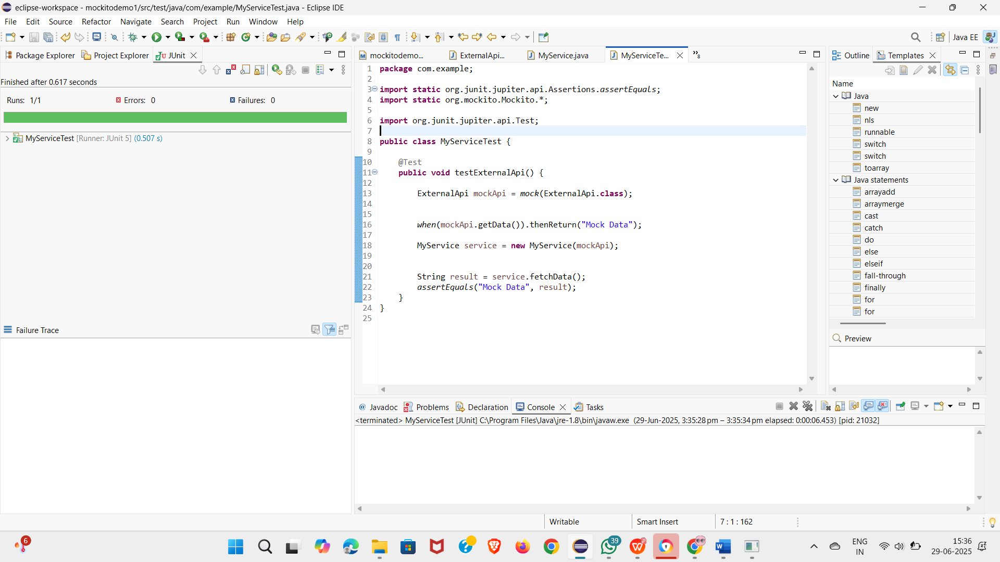 eclipse-workspace - mockitodemo1/src/test/java/com/example/MyServiceTest.java - Eclipse IDE
File Edit Source Refactor Navigate Search Project Run Window Help
Java EE
Package Explorer Project Explorer JUnit
Finished after 0.617 seconds
Runs: 1/1 Errors: 0 Failures: 0
MyServiceTest [Runner: JUnit 5] (0.507 s)
Failure Trace
mockitodemo... ExternalApi... MyService.java MyServiceTe... »8
1 package com.example;
2
3 import static org.junit.jupiter.api.Assertions.assertEquals;
4 import static org.mockito.Mockito.*;
5
6 import org.junit.jupiter.api.Test;
7
8 public class MyServiceTest {
9
10 @Test
11 public void testExternalApi() {
12
13 ExternalApi mockApi = mock(ExternalApi.class);
14
15
16 when(mockApi.getData()).thenReturn("Mock Data");
17
18 MyService service = new MyService(mockApi);
19
20
21 String result = service.fetchData();
22 assertEquals("Mock Data", result);
23 }
24 }
25
Outline Templates
Name
Java
new
nls
runnable
switch
switch
toarray
Java statements
arrayadd
arraymerge
cast
catch
do
else
elseif
fall-through
finally
for
for
Preview
@ Javadoc Problems Declaration Console Tasks
<terminated> MyServiceTest [JUnit] C:\Program Files\Java\jre-1.8\bin\javaw.exe (29-Jun-2025, 3:35:28 pm – 3:35:34 pm elapsed: 0:00:06.453) [pid: 21032]
Writable Smart Insert 7 : 1 : 162
6
39
ENG
IN
15:36
29-06-2025